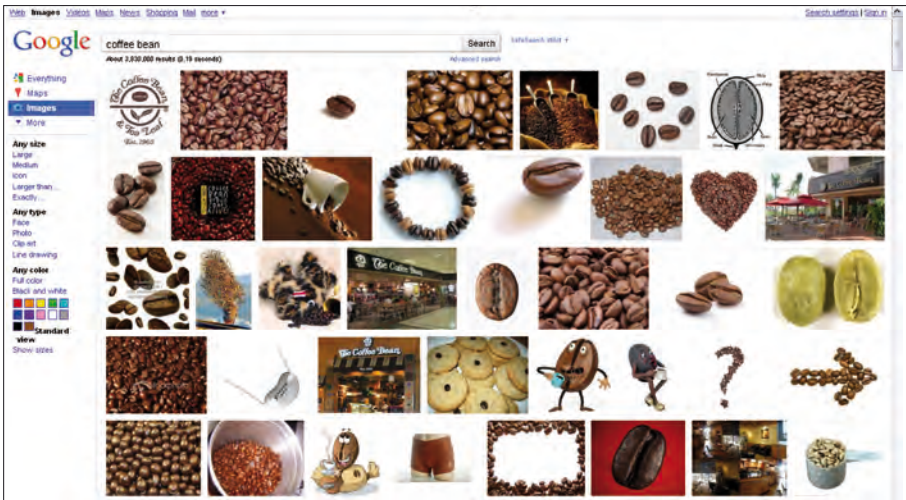 Web Images Videos Maps News Shopping Mail more ▼
Search settings | Sign in
Google
coffee bean
Search
SafeSearch strict ▼
About 3,930,000 results (0.19 seconds)
Advanced search
Everything
Maps
Images
More
Any size
Large
Medium
Icon
Larger than...
Exactly...
Any type
Face
Photo
Clip art
Line drawing
Any color
Full color
Black and white
Standard
view
Show sizes
The Coffee Bean
& Tea Leaf
Est. 1963
The Coffee Bean
The Coffee Bean